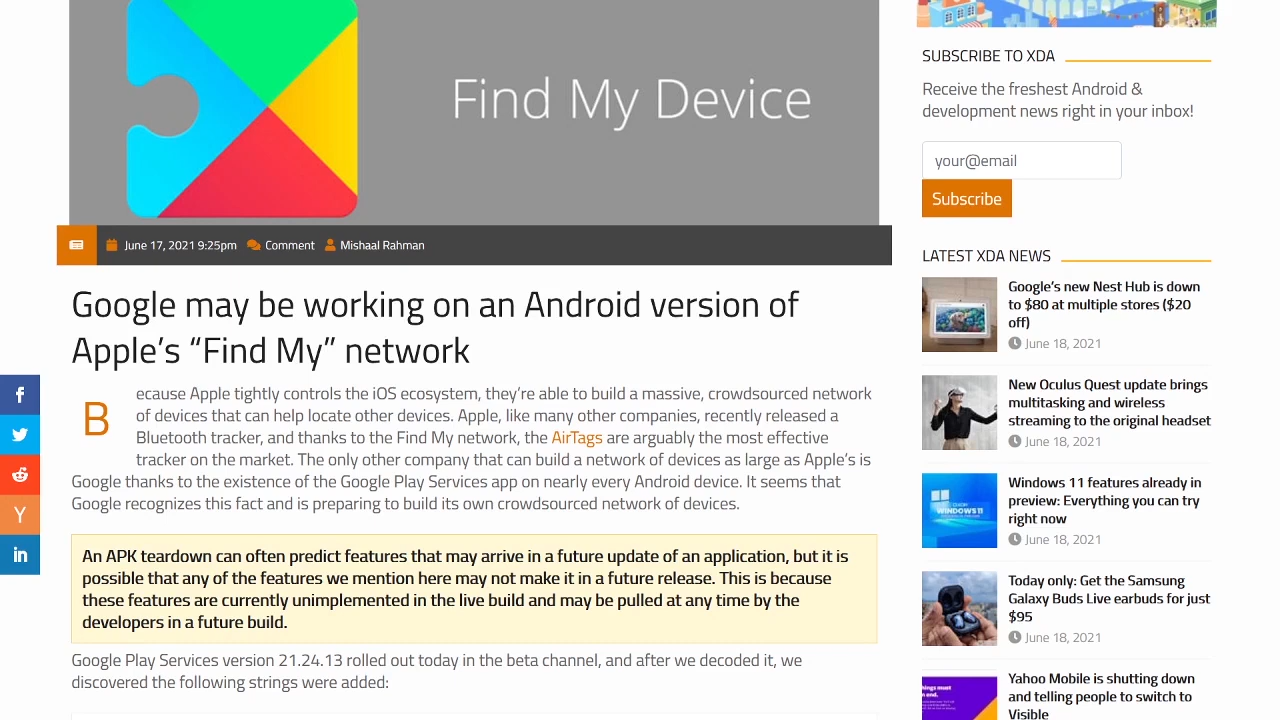 Find My Device
June 17, 2021 9:25pm Comment Mishaal Rahman
Google may be working on an Android version of
Apple's “Find My” network
Because Apple tightly controls the iOS ecosystem, they're able to build a massive, crowdsourced network
of devices that can help locate other devices. Apple, like many other companies, recently released a
Bluetooth tracker, and thanks to the Find My network, the AirTags are arguably the most effective
tracker on the market. The only other company that can build a network of devices as large as Apple's is
Google thanks to the existence of the Google Play Services app on nearly every Android device. It seems that
Google recognizes this fact and is preparing to build its own crowdsourced network of devices.
An APK teardown can often predict features that may arrive in a future update of an application, but it is
possible that any of the features we mention here may not make it in a future release. This is because
these features are currently unimplemented in the live build and may be pulled at any time by the
developers in a future build.
Google Play Services version 21.24.13 rolled out today in the beta channel, and after we decoded it, we
discovered the following strings were added:
f
Y
in
SUBSCRIBE TO XDA
Receive the freshest Android &
development news right in your inbox!
your@email
Subscribe
LATEST XDA NEWS
Google's new Nest Hub is down
to $80 at multiple stores ($20
off)
June 18, 2021
New Oculus Quest update brings
multitasking and wireless
streaming to the original headset
June 18, 2021
WINDOWS 11
Windows 11 features already in
preview: Everything you can try
right now
June 18, 2021
Today only: Get the Samsung
Galaxy Buds Live earbuds for just
$95
June 18, 2021
Yahoo Mobile is shutting down
and telling people to switch to
Visible